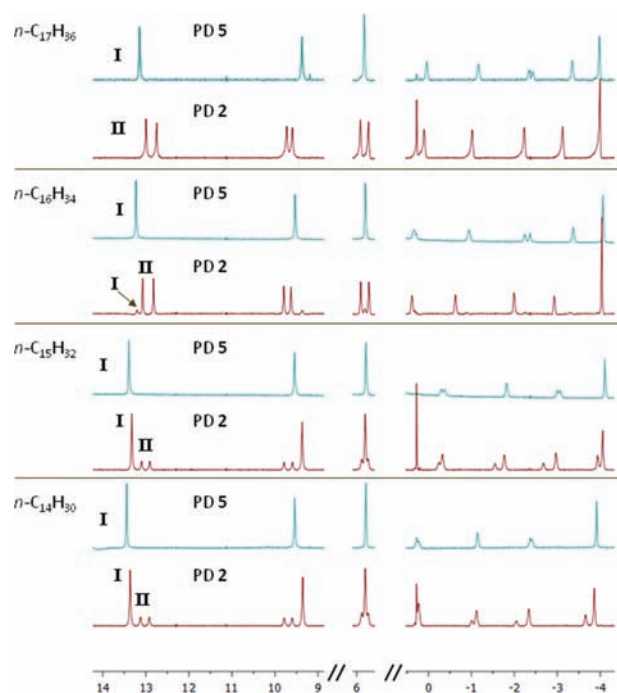 n-C17H36
PD 5
I
PD 2
II
n-C16H34
PD 5
I
PD 2
II
I
n-C15H32
PD 5
I
PD 2
I
II
n-C14H30
PD 5
I
PD 2
I
II
14 13 12 11 10 9 // 6 // 0 -1 -2 -3 -4